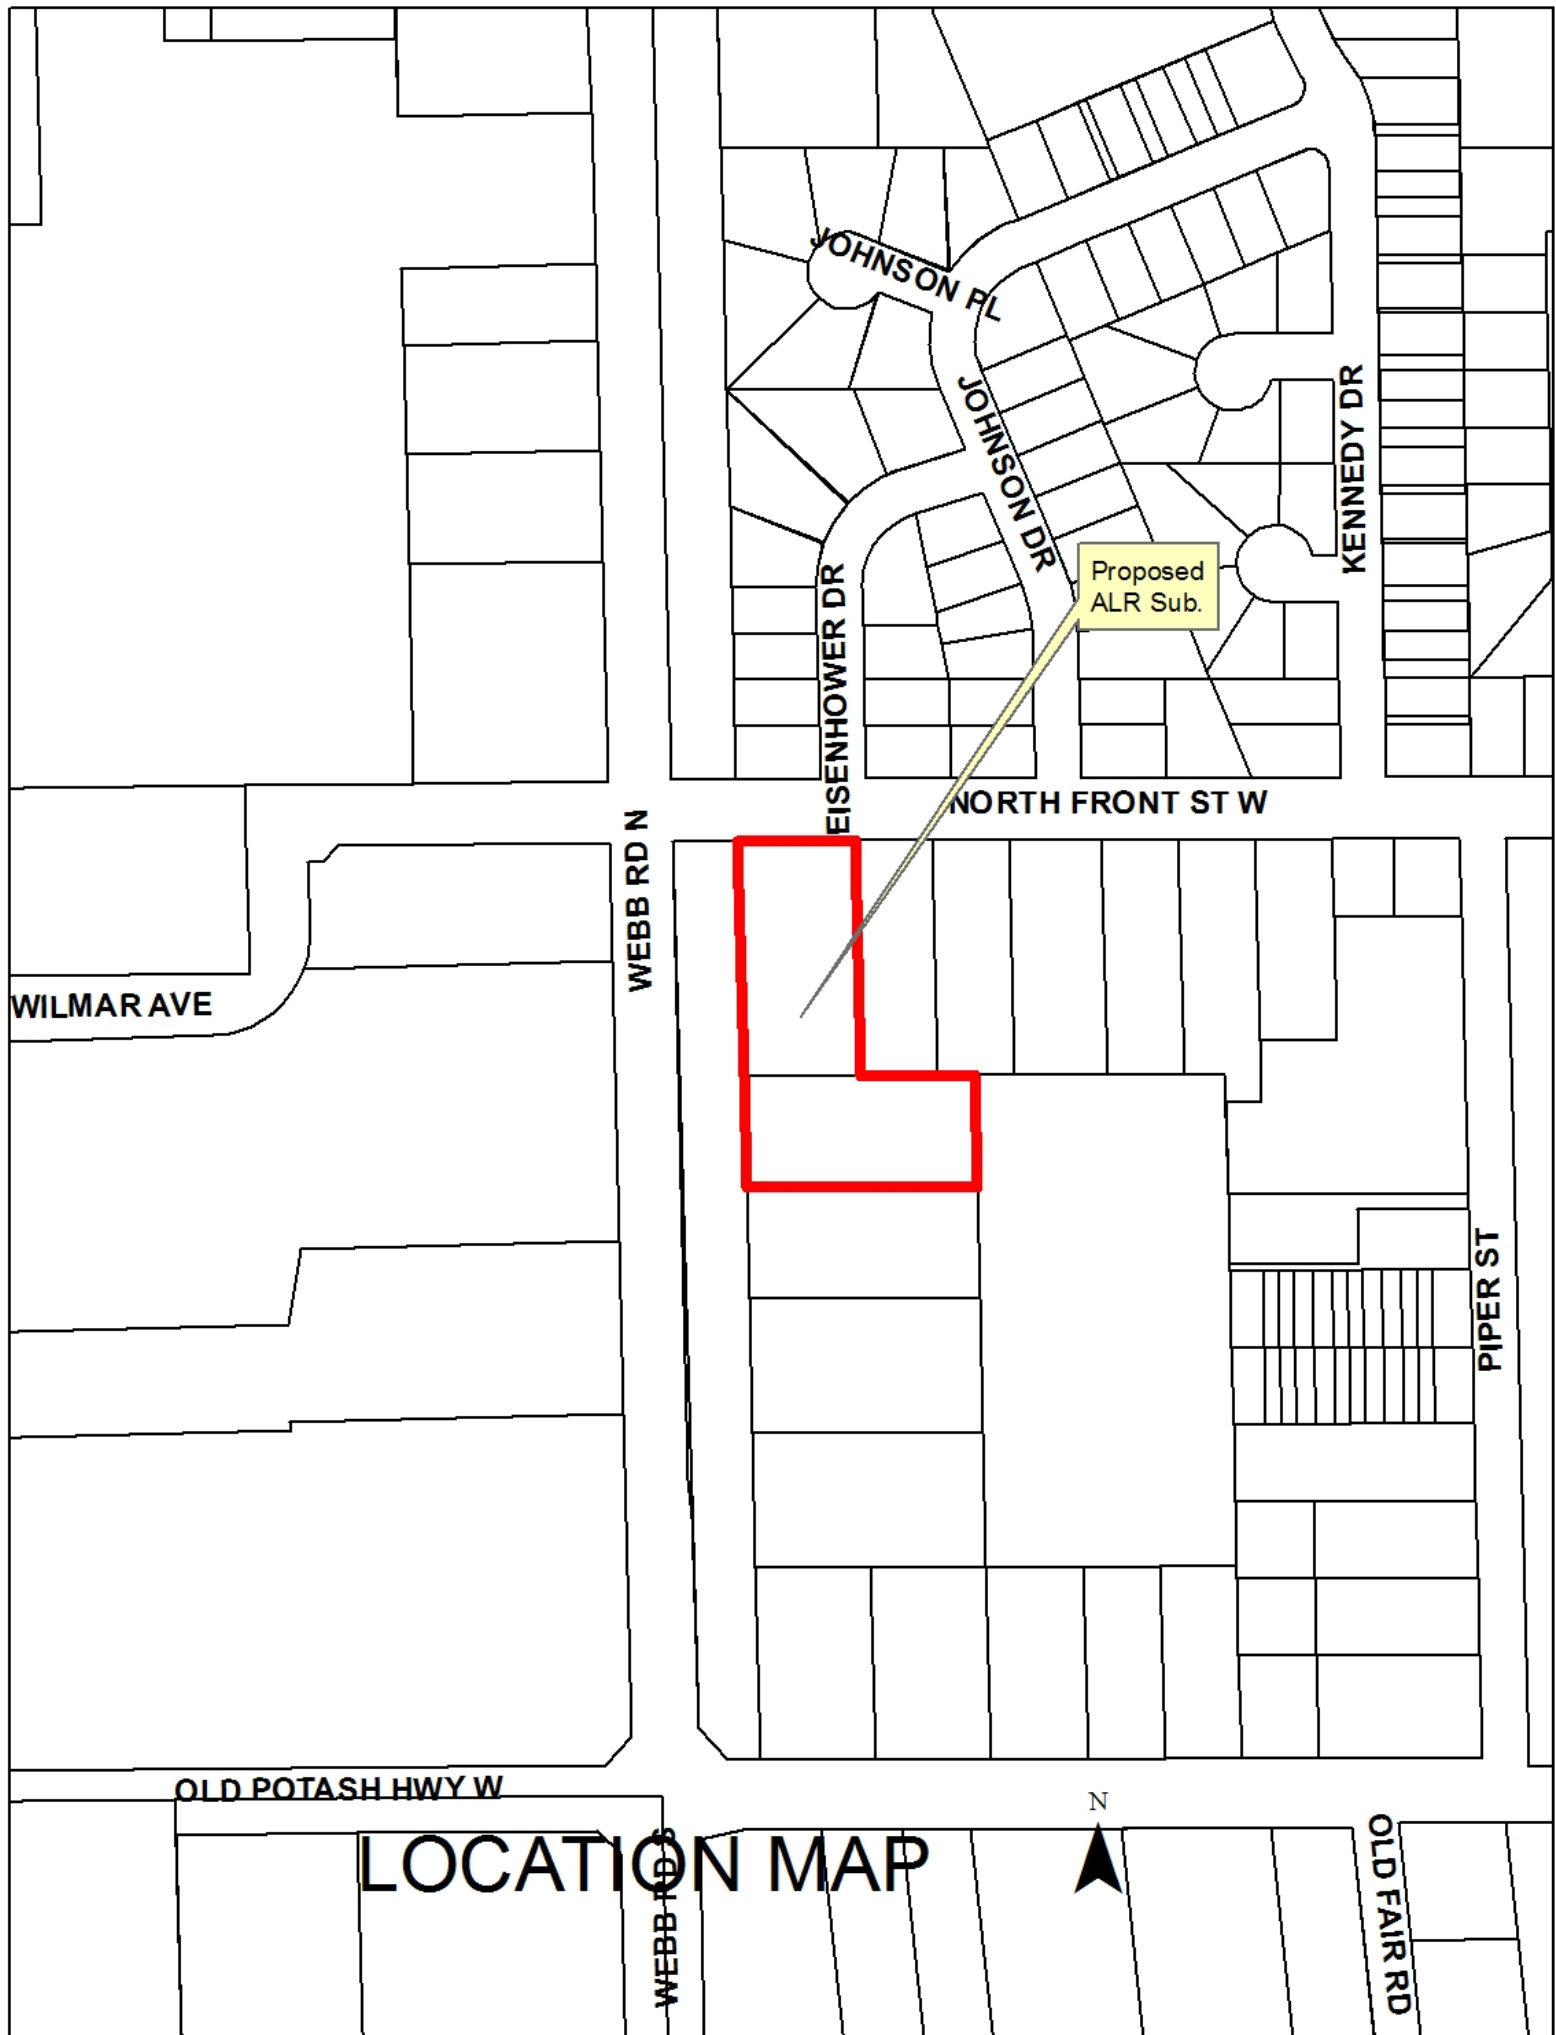 JOHNSON PL
JOHNSON DR
KENNEDY DR
Proposed
ALR Sub.
EISENHOWER DR
NORTH FRONT ST W
WEBB RD N
WILMAR AVE
PIPER ST
OLD POTASH HWY W
N
LOCATION MAP
WEBB RD S
OLD FAIR RD